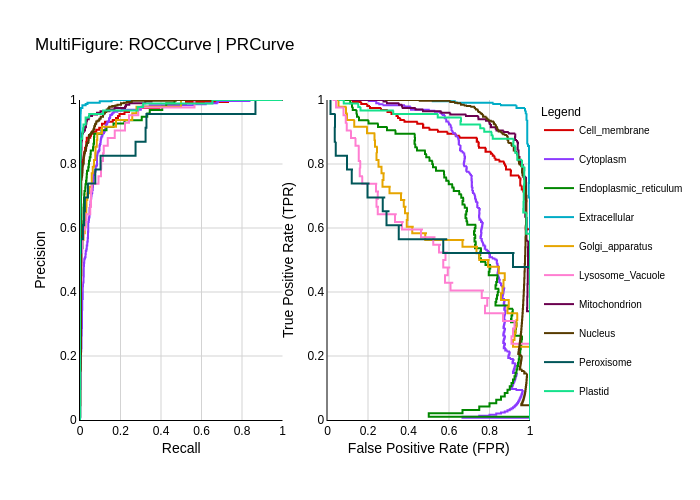 MultiFigure: ROCCurve | PRCurve
Precision
1
0.8
0.6
0.4
0.2
0
0 0.2 0.4 0.6 0.8 1
Recall
True Positive Rate (TPR)
1
0.8
0.6
0.4
0.2
0
0 0.2 0.4 0.6 0.8 1
False Positive Rate (FPR)
Legend
Cell_membrane
Cytoplasm
Endoplasmic_reticulum
Extracellular
Golgi_apparatus
Lysosome_Vacuole
Mitochondrion
Nucleus
Peroxisome
Plastid